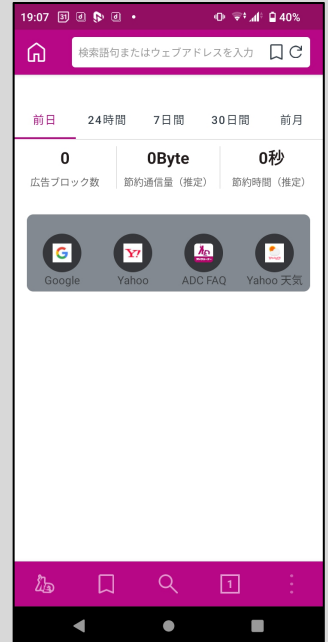 19:07 31 d d 40%
検索語句またはウェブアドレスを入力
前日 24時間 7日間 30日間 前月
0 0Byte 0秒
広告ブロック数 節約通信量（推定） 節約時間（推定）
G Y!
Google Yahoo ADC FAQ Yahoo 天気
1